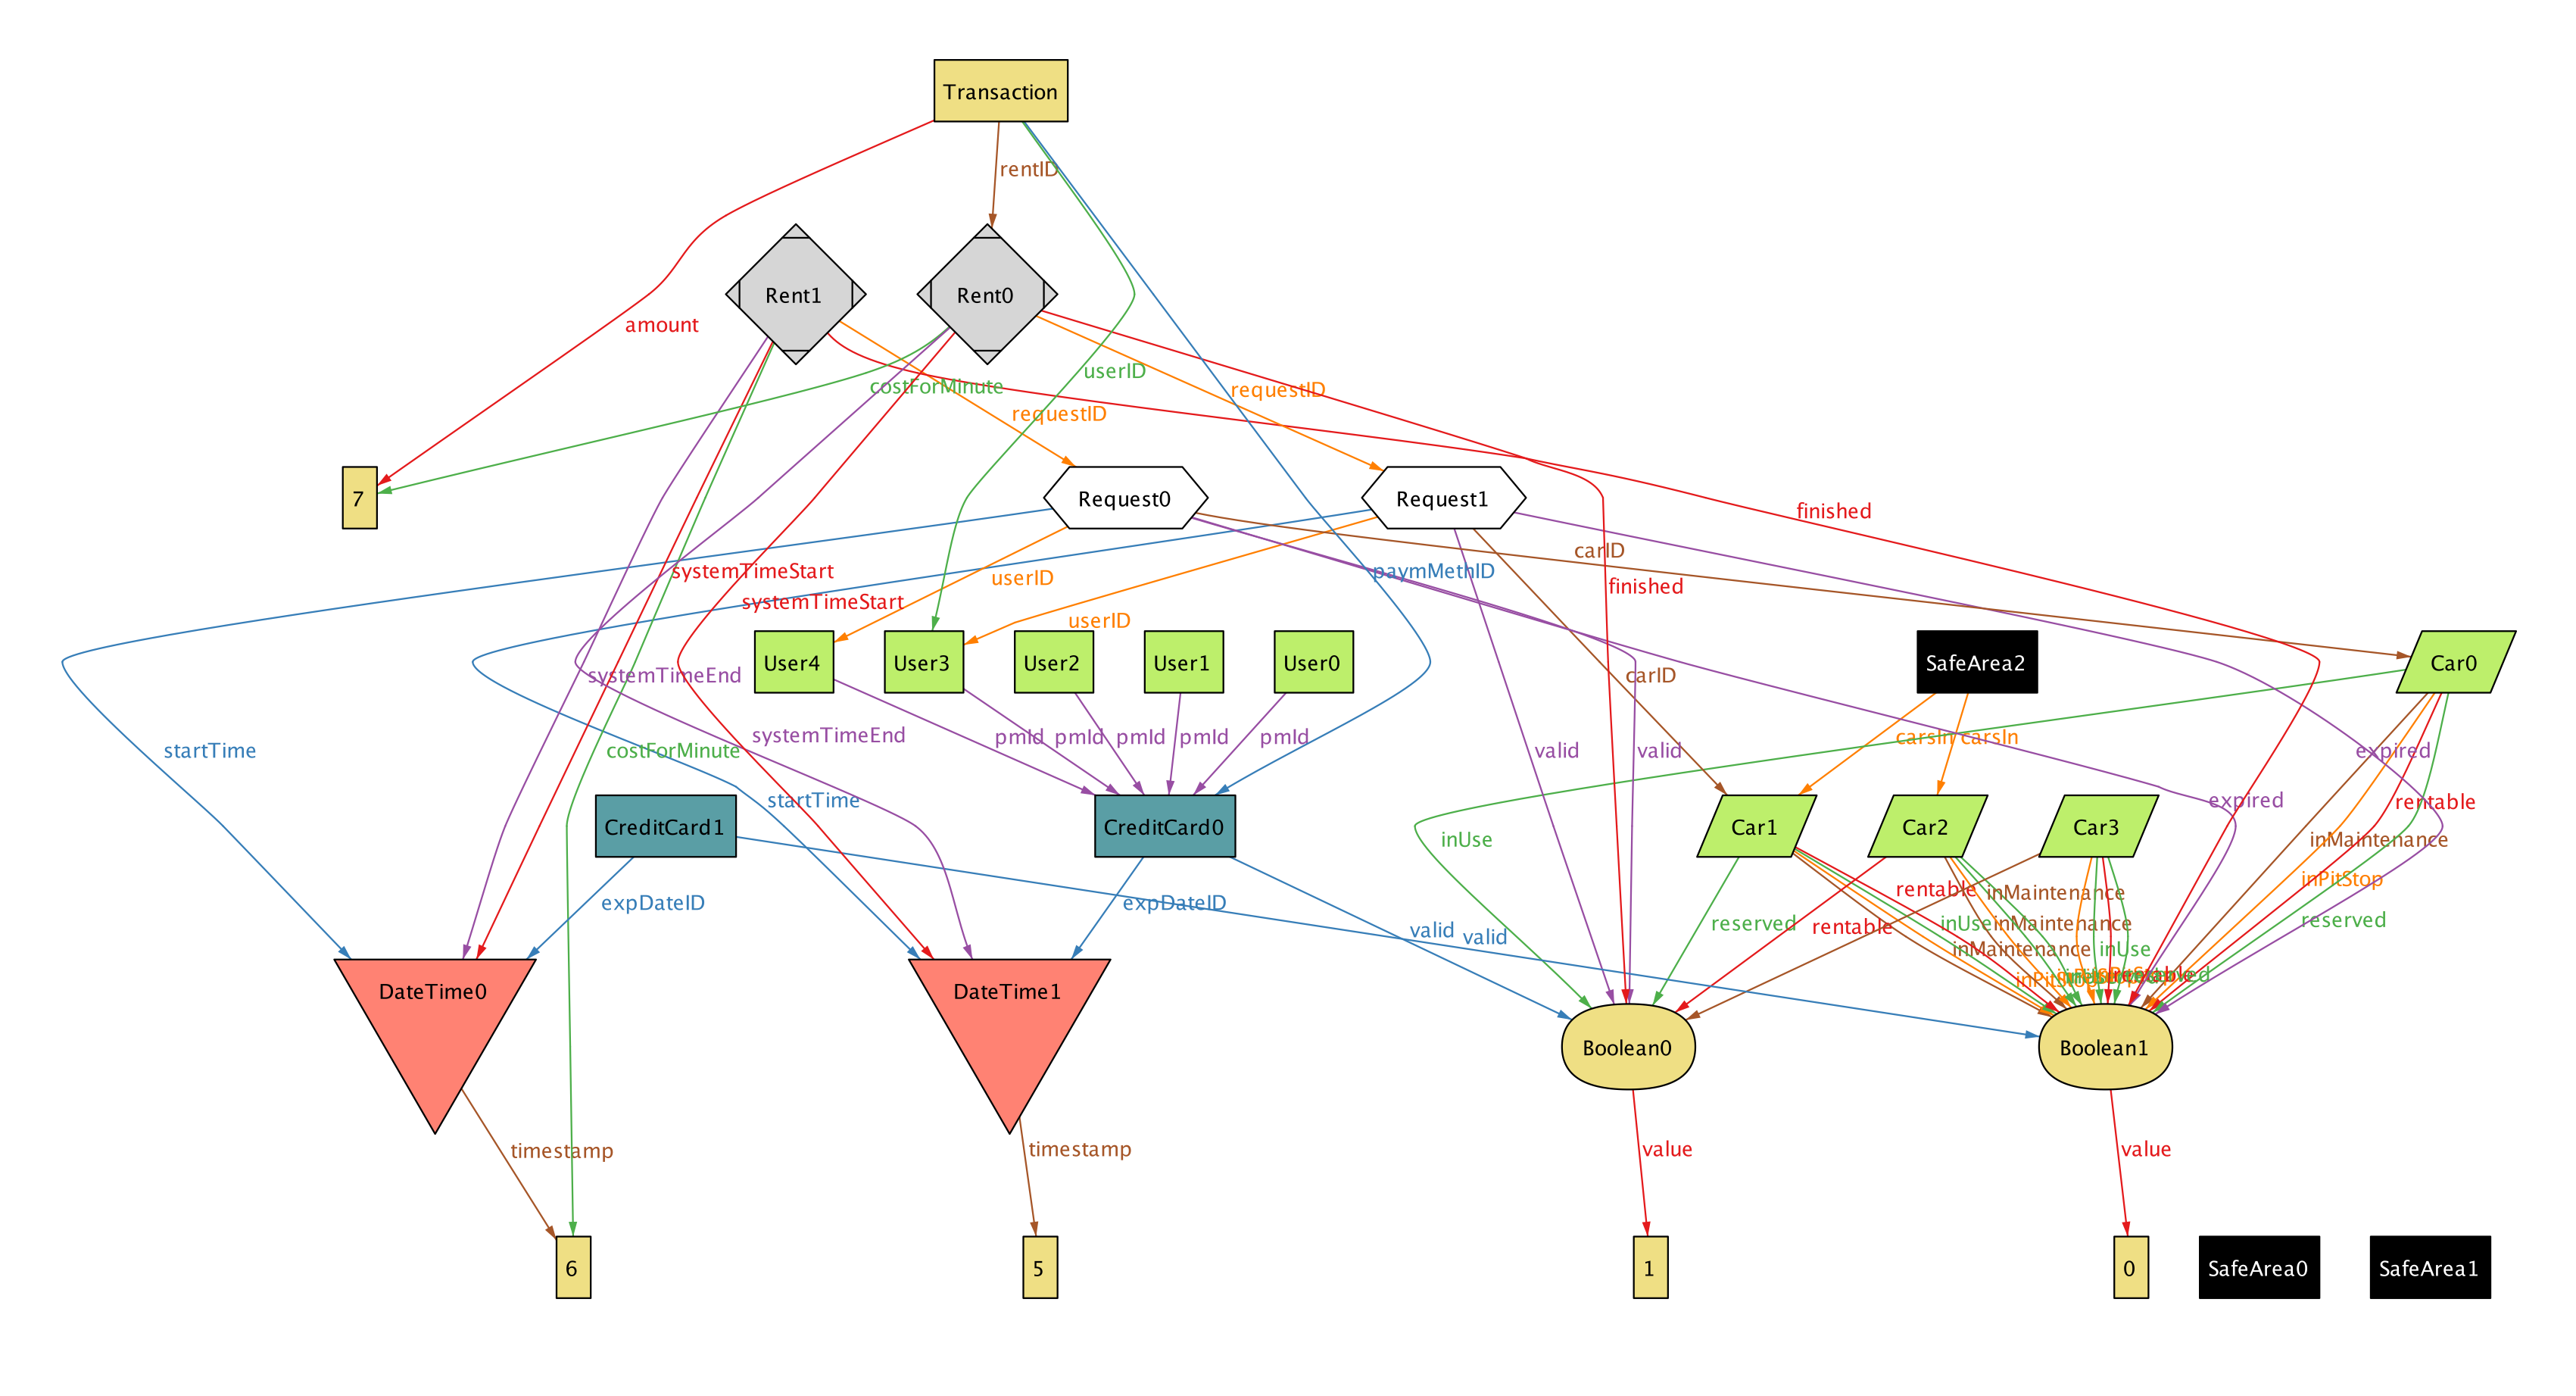 Transaction
rentID
Rent1
Rent0
amount
userID
costForMinute
requestID
requestID
7
Request0
Request1
finished
carID
systemTimeStart
userID
paymMethID
finished
systemTimeStart
userID
User4
User3
User2
User1
User0
SafeArea2
Car0
systemTimeEnd
carID
systemTimeEnd
pmId
pmId
pmId
pmId
pmId
carsIn
carsIn
startTime
costForMinute
valid
valid
expired
startTime
expired
rentable
CreditCard1
CreditCard0
inUse
Car1
Car2
Car3
inMaintenance
inPitStop
rentable
inMaintenance
expDateID
expDateID
reserved
rentable
inUse
inMaintenance
reserved
valid
valid
inMaintenance
inUse
inPitStop
rentable
DateTime0
DateTime1
Boolean0
Boolean1
timestamp
timestamp
value
value
6
5
1
0
SafeArea0
SafeArea1